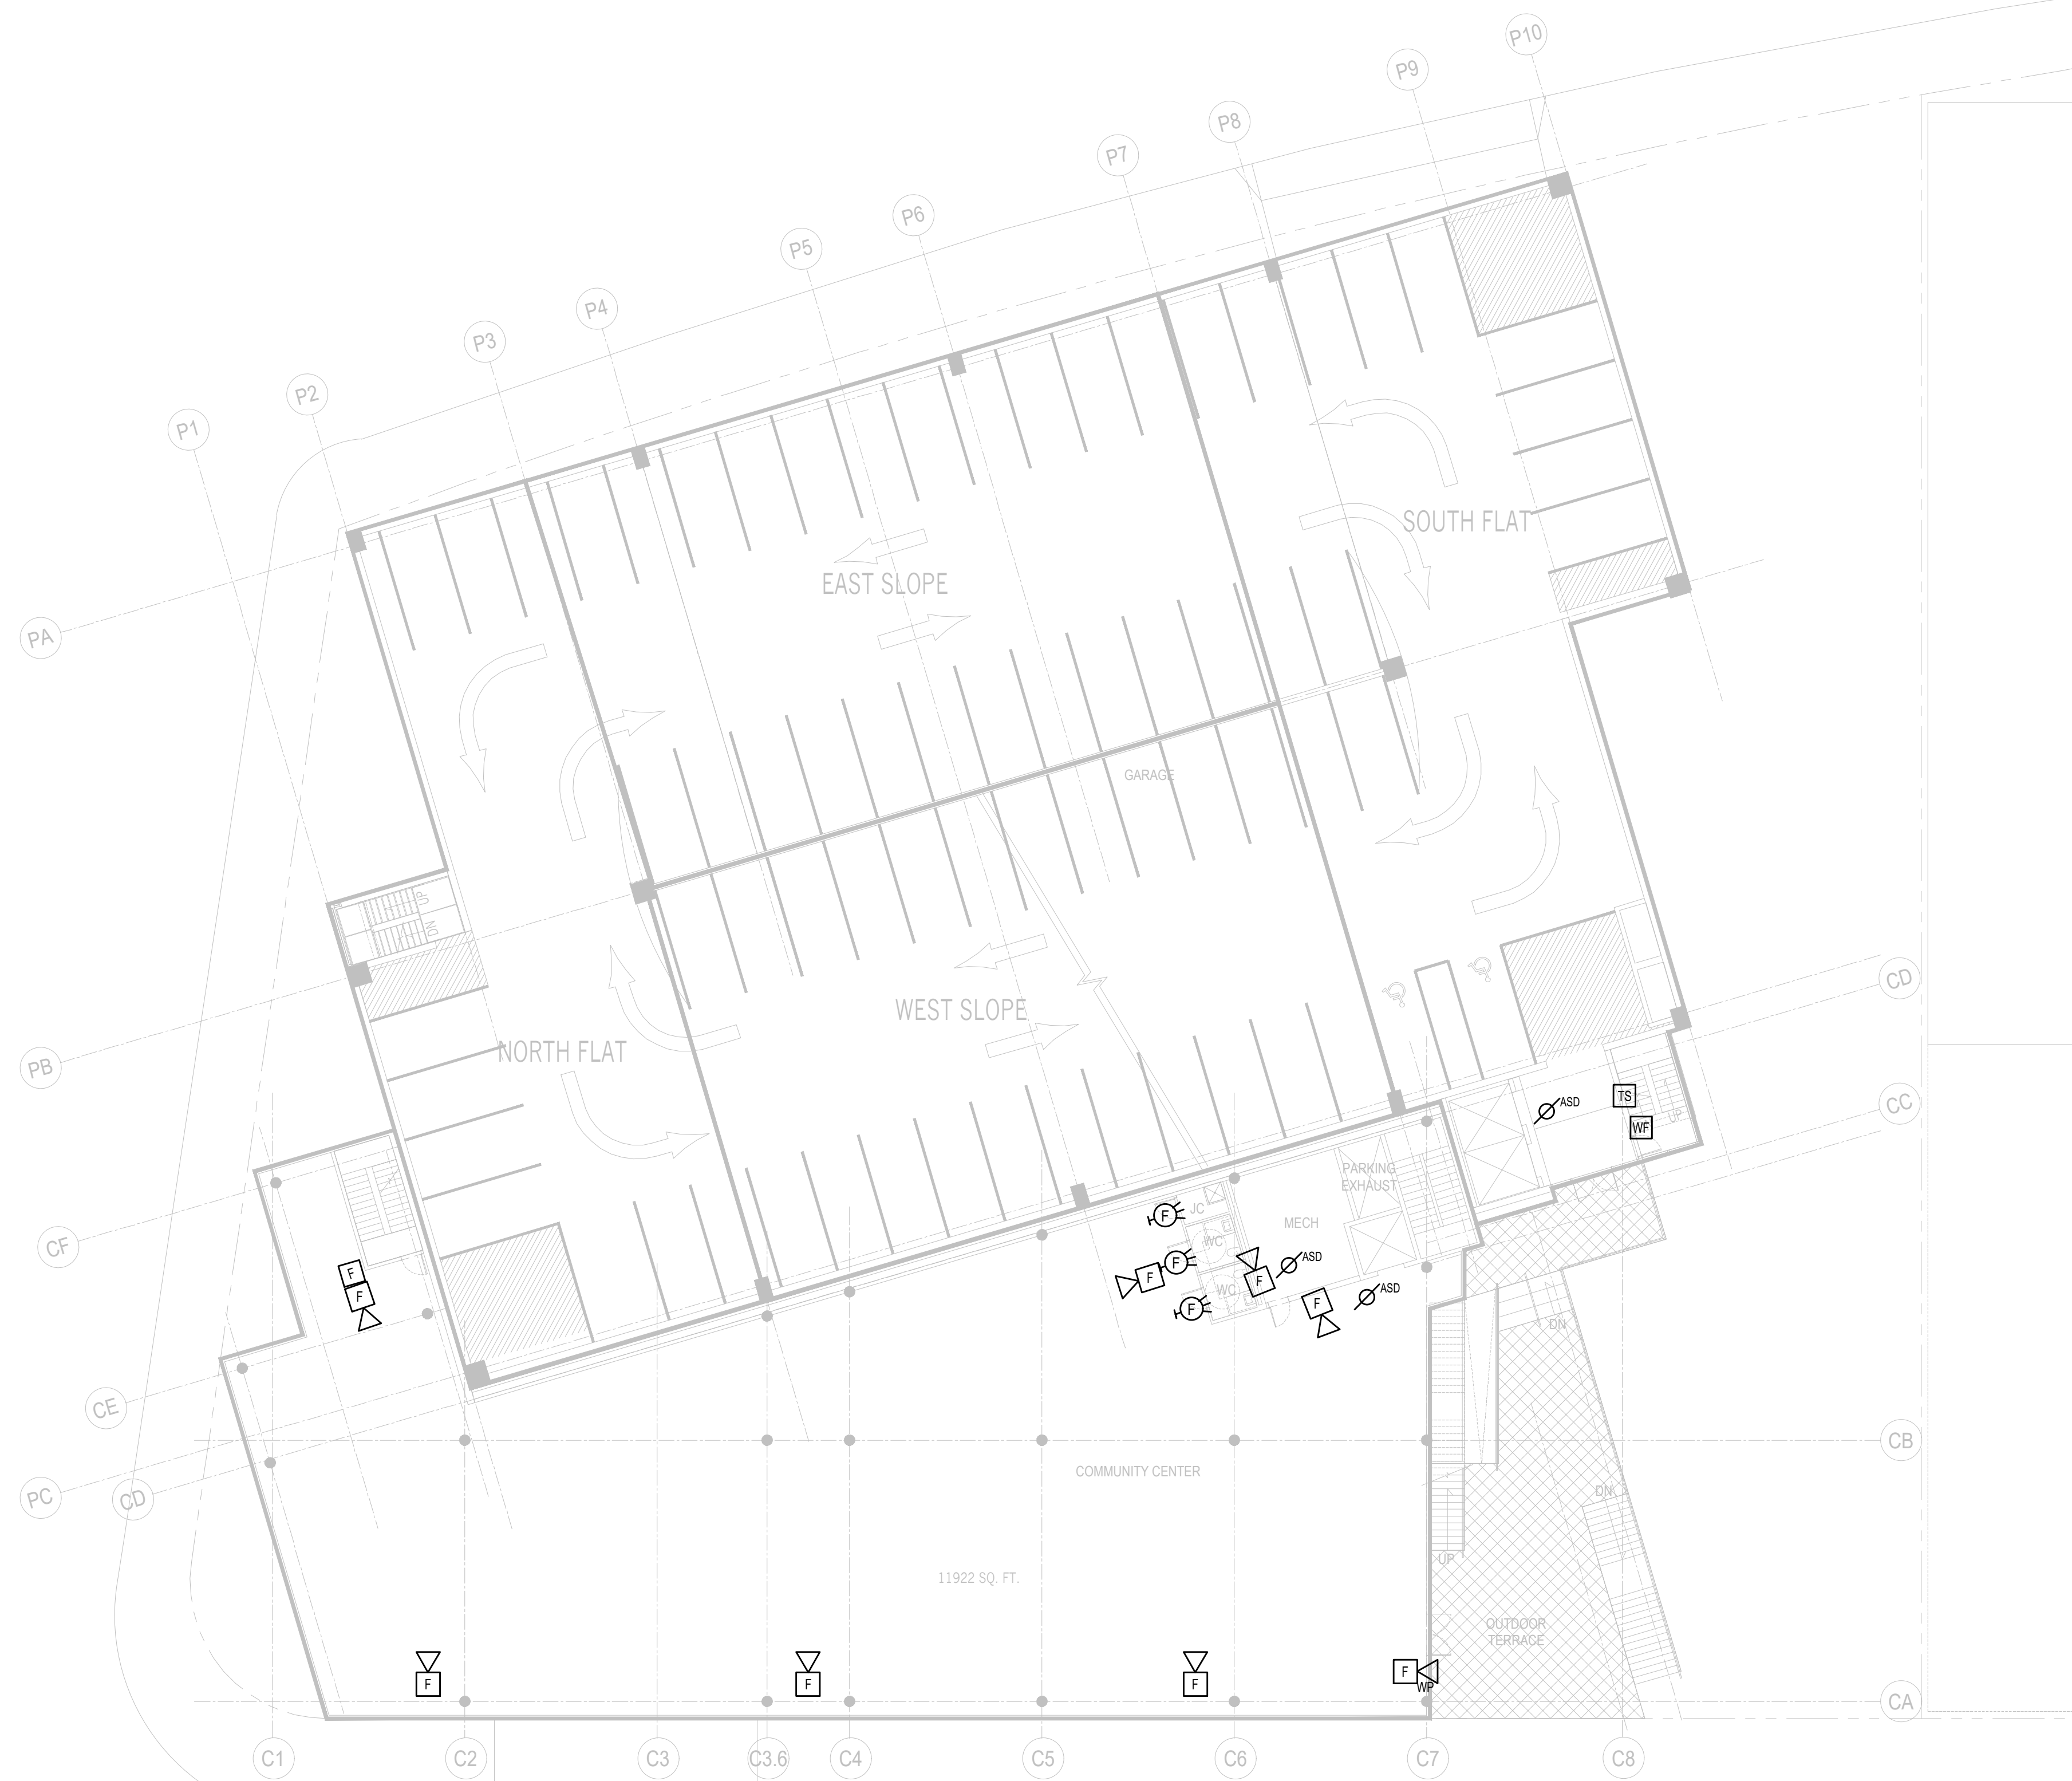 P10
P9
P8
P7
P6
P5
P4
P3
P2
P1
PA
SOUTH FLAT
EAST SLOPE
GARAGE
UP
DN
CD
WEST SLOPE
NORTH FLAT
PB
TS
ASD
CC
UP
WF
PARKING
EXHAUST
JC
F
MECH
WC
CF
F
F
F
F
ASD
F
WC
ASD
F
F
F
DN
CE
CB
COMMUNITY CENTER
DN
PC
CD
UP
11922 SQ. FT.
OUTDOOR
TERRACE
F
F
F
F
WP
CA
C1
C2
C3
C3.6
C4
C5
C6
C7
C8